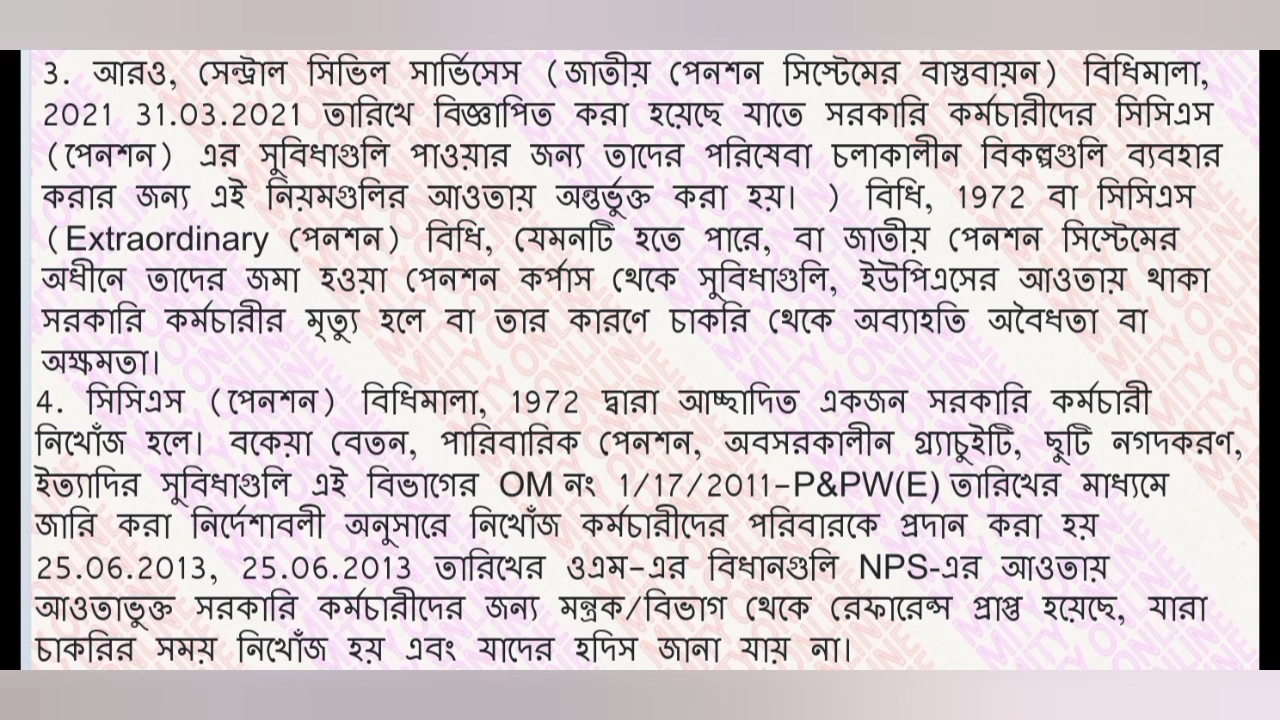 3. আরও, সেন্ট্রাল সিভিল সার্ভিসেস (জাতীয় পেনশন সিস্টেমের বাস্তবায়ন) বিধিমালা,
2021 31.03.2021 তারিখে বিজ্ঞাপিত করা হয়েছে যাতে সরকারি কর্মচারীদের সিসিএস
(পেনশন) এর সুবিধাগুলি পাওয়ার জন্য তাদের পরিষেবা চলাকালীন বিকল্পগুলি ব্যবহার
করার জন্য এই নিয়মগুলির আওতায় অন্তর্ভুক্ত করা হয়। ) বিধি, 1972 বা সিসিএস
(Extraordinary পেনশন) বিধি, যেমনটি হতে পারে, বা জাতীয় পেনশন সিস্টেমের
অধীনে তাদের জমা হওয়া পেনশন কর্পাস থেকে সুবিধাগুলি, ইউপিএসের আওতায় থাকা
সরকারি কর্মচারীর মৃত্যু হলে বা তার কারণে চাকরি থেকে অব্যাহতি অবৈধতা বা
অক্ষমতা।
4. সিসিএস (পেনশন) বিধিমালা, 1972 দ্বারা আচ্ছাদিত একজন সরকারি কর্মচারী
নিখোঁজ হলে। বকেয়া বেতন, পারিবারিক পেনশন, অবসরকালীন গ্র্যাচুইটি, ছুটি নগদকরণ,
ইত্যাদির সুবিধাগুলি এই বিভাগের OM নং 1/17/2011-P&PW(E) তারিখের মাধ্যমে
জারি করা নির্দেশাবলী অনুসারে নিখোঁজ কর্মচারীদের পরিবারকে প্রদান করা হয়
25.06.2013, 25.06.2013 তারিখের ওএম-এর বিধানগুলি NPS-এর আওতায়
আওতাভুক্ত সরকারি কর্মচারীদের জন্য মন্ত্রক/বিভাগ থেকে রেফারেন্স প্রাপ্ত হয়েছে, যারা
চাকরির সময় নিখোঁজ হয় এবং যাদের হদিস জানা যায় না।